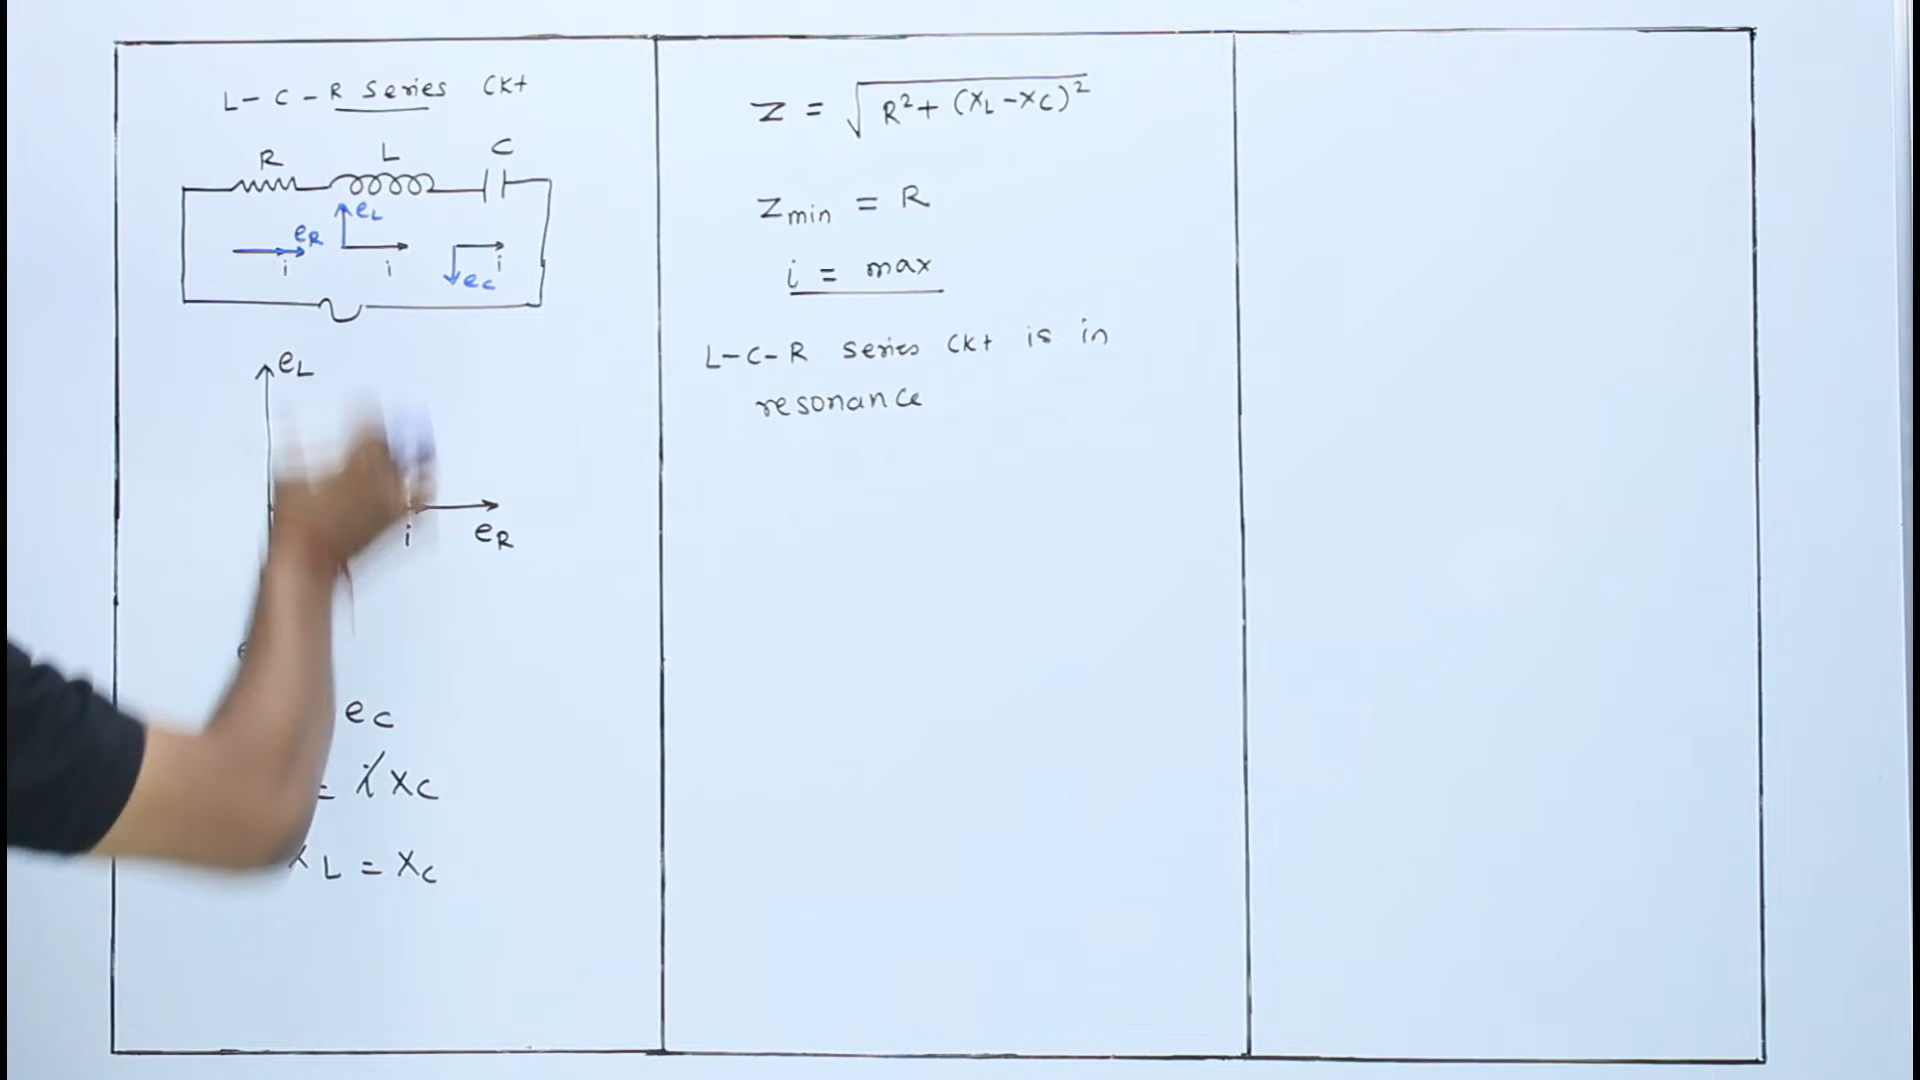 L-C-R Series CKt
R L C
eR eL
i i i
ec
eL
i eR
ec
= i xc
xL = xc
Z = √R²+(xL-xc)²
Zmin = R
i = max
L-C-R series CKt is in
resonance